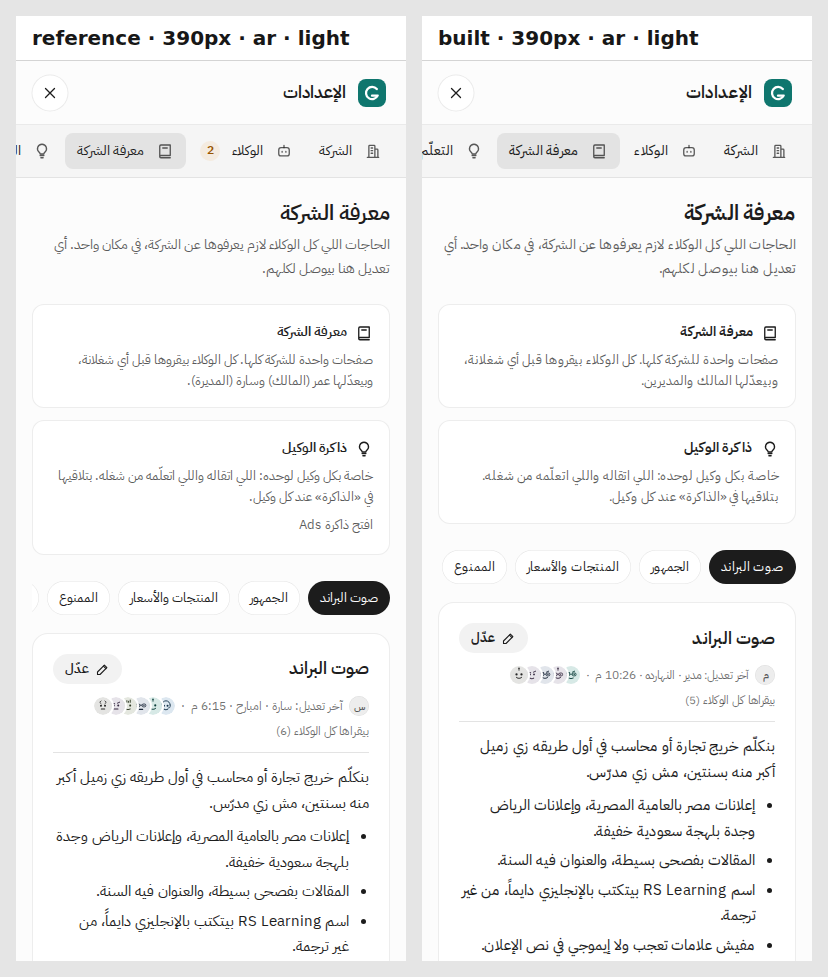 reference · 390px · ar · light
الإعدادات
الشركة
الوكلاء
2
معرفة الشركة
معرفة الشركة
الحاجات اللي كل الوكلاء لازم يعرفوها عن الشركة، في مكان واحد. أي
تعديل هنا بيوصل لكلهم.
معرفة الشركة
صفحات واحدة للشركة كلها. كل الوكلاء بيقروها قبل أي شغلانة،
وبيعدّلها عمر (المالك) وسارة (المديرة).
ذاكرة الوكيل
خاصة بكل وكيل لوحده: اللي اتقاله واللي اتعلّمه من شغله. بتلاقيها
في «الذاكرة» عند كل وكيل.
افتح ذاكرة Ads
صوت البراند
الجمهور
المنتجات والأسعار
الممنوع
صوت البراند
عدّل
س
آخر تعديل: سارة · امبارح · 6:15 م ·
بيقراها كل الوكلاء (6)
بنكلّم خريج تجارة أو محاسب في أول طريقه زي زميل أكبر
منه بسنتين، مش زي مدرّس.
• إعلانات مصر بالعامية المصرية، وإعلانات الرياض وجدة
بلهجة سعودية خفيفة.
• المقالات بفصحى بسيطة، والعنوان فيه السنة.
• اسم RS Learning بيتكتب بالإنجليزي دايماً، من
غير ترجمة.
built · 390px · ar · light
الإعدادات
الشركة
الوكلاء
معرفة الشركة
التعلّم
معرفة الشركة
الحاجات اللي كل الوكلاء لازم يعرفوها عن الشركة، في مكان واحد. أي
تعديل هنا بيوصل لكلهم.
معرفة الشركة
صفحات واحدة للشركة كلها. كل الوكلاء بيقروها قبل أي شغلانة،
وبيعدّلها المالك والمديرين.
ذاكرة الوكيل
خاصة بكل وكيل لوحده: اللي اتقاله واللي اتعلّمه من شغله.
بتلاقيها في «الذاكرة» عند كل وكيل.
صوت البراند
الجمهور
المنتجات والأسعار
الممنوع
صوت البراند
عدّل
م
آخر تعديل: مدير · النهارده · 10:26 م ·
بيقراها كل الوكلاء (5)
بنكلّم خريج تجارة أو محاسب في أول طريقه زي زميل
أكبر منه بسنتين، مش زي مدرّس.
• إعلانات مصر بالعامية المصرية، وإعلانات الرياض
وجدة بلهجة سعودية خفيفة.
• المقالات بفصحى بسيطة، والعنوان فيه السنة.
• اسم RS Learning بيتكتب بالإنجليزي دايماً، من غير
ترجمة.
• مفيش علامات تعجب ولا إيموجي في نص الإعلان.